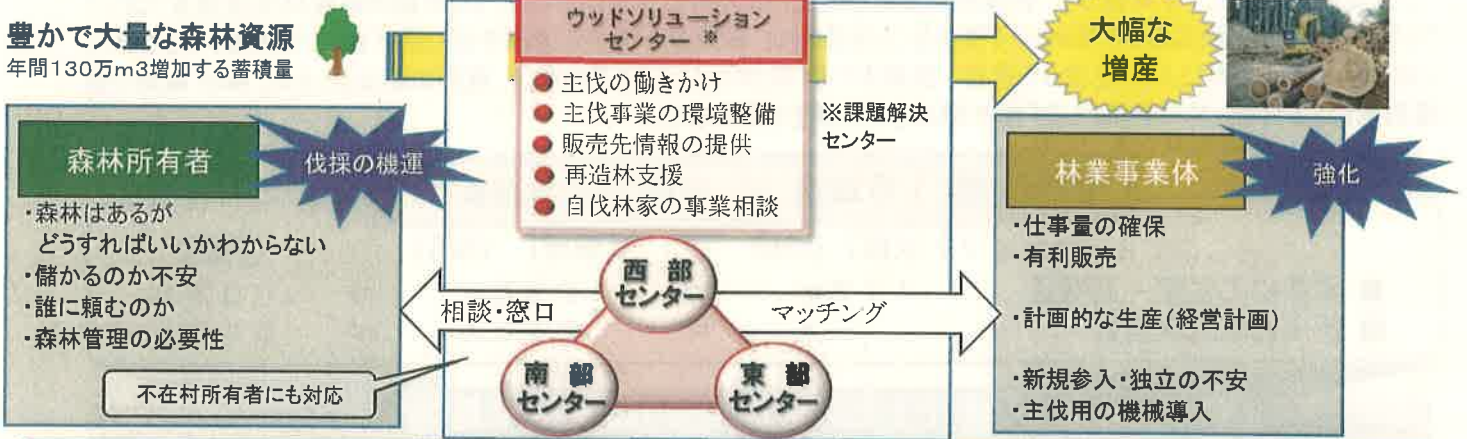 豊かで大量な森林資源
年間130万m3増加する蓄積量
ウッドソリューション
センター ※
● 主伐の働きかけ
● 主伐事業の環境整備
● 販売先情報の提供
● 再造林支援
● 自伐林家の事業相談
※課題解決
センター
大幅な
増産
森林所有者
伐採の機運
・森林はあるが
どうすればいいかわからない
・儲かるのか不安
・誰に頼むのか
・森林管理の必要性
不在村所有者にも対応
相談・窓口
マッチング
西 部
センター
南 部
センター
東 部
センター
林業事業体
強化
・仕事量の確保
・有利販売
・計画的な生産(経営計画)
・新規参入・独立の不安
・主伐用の機械導入